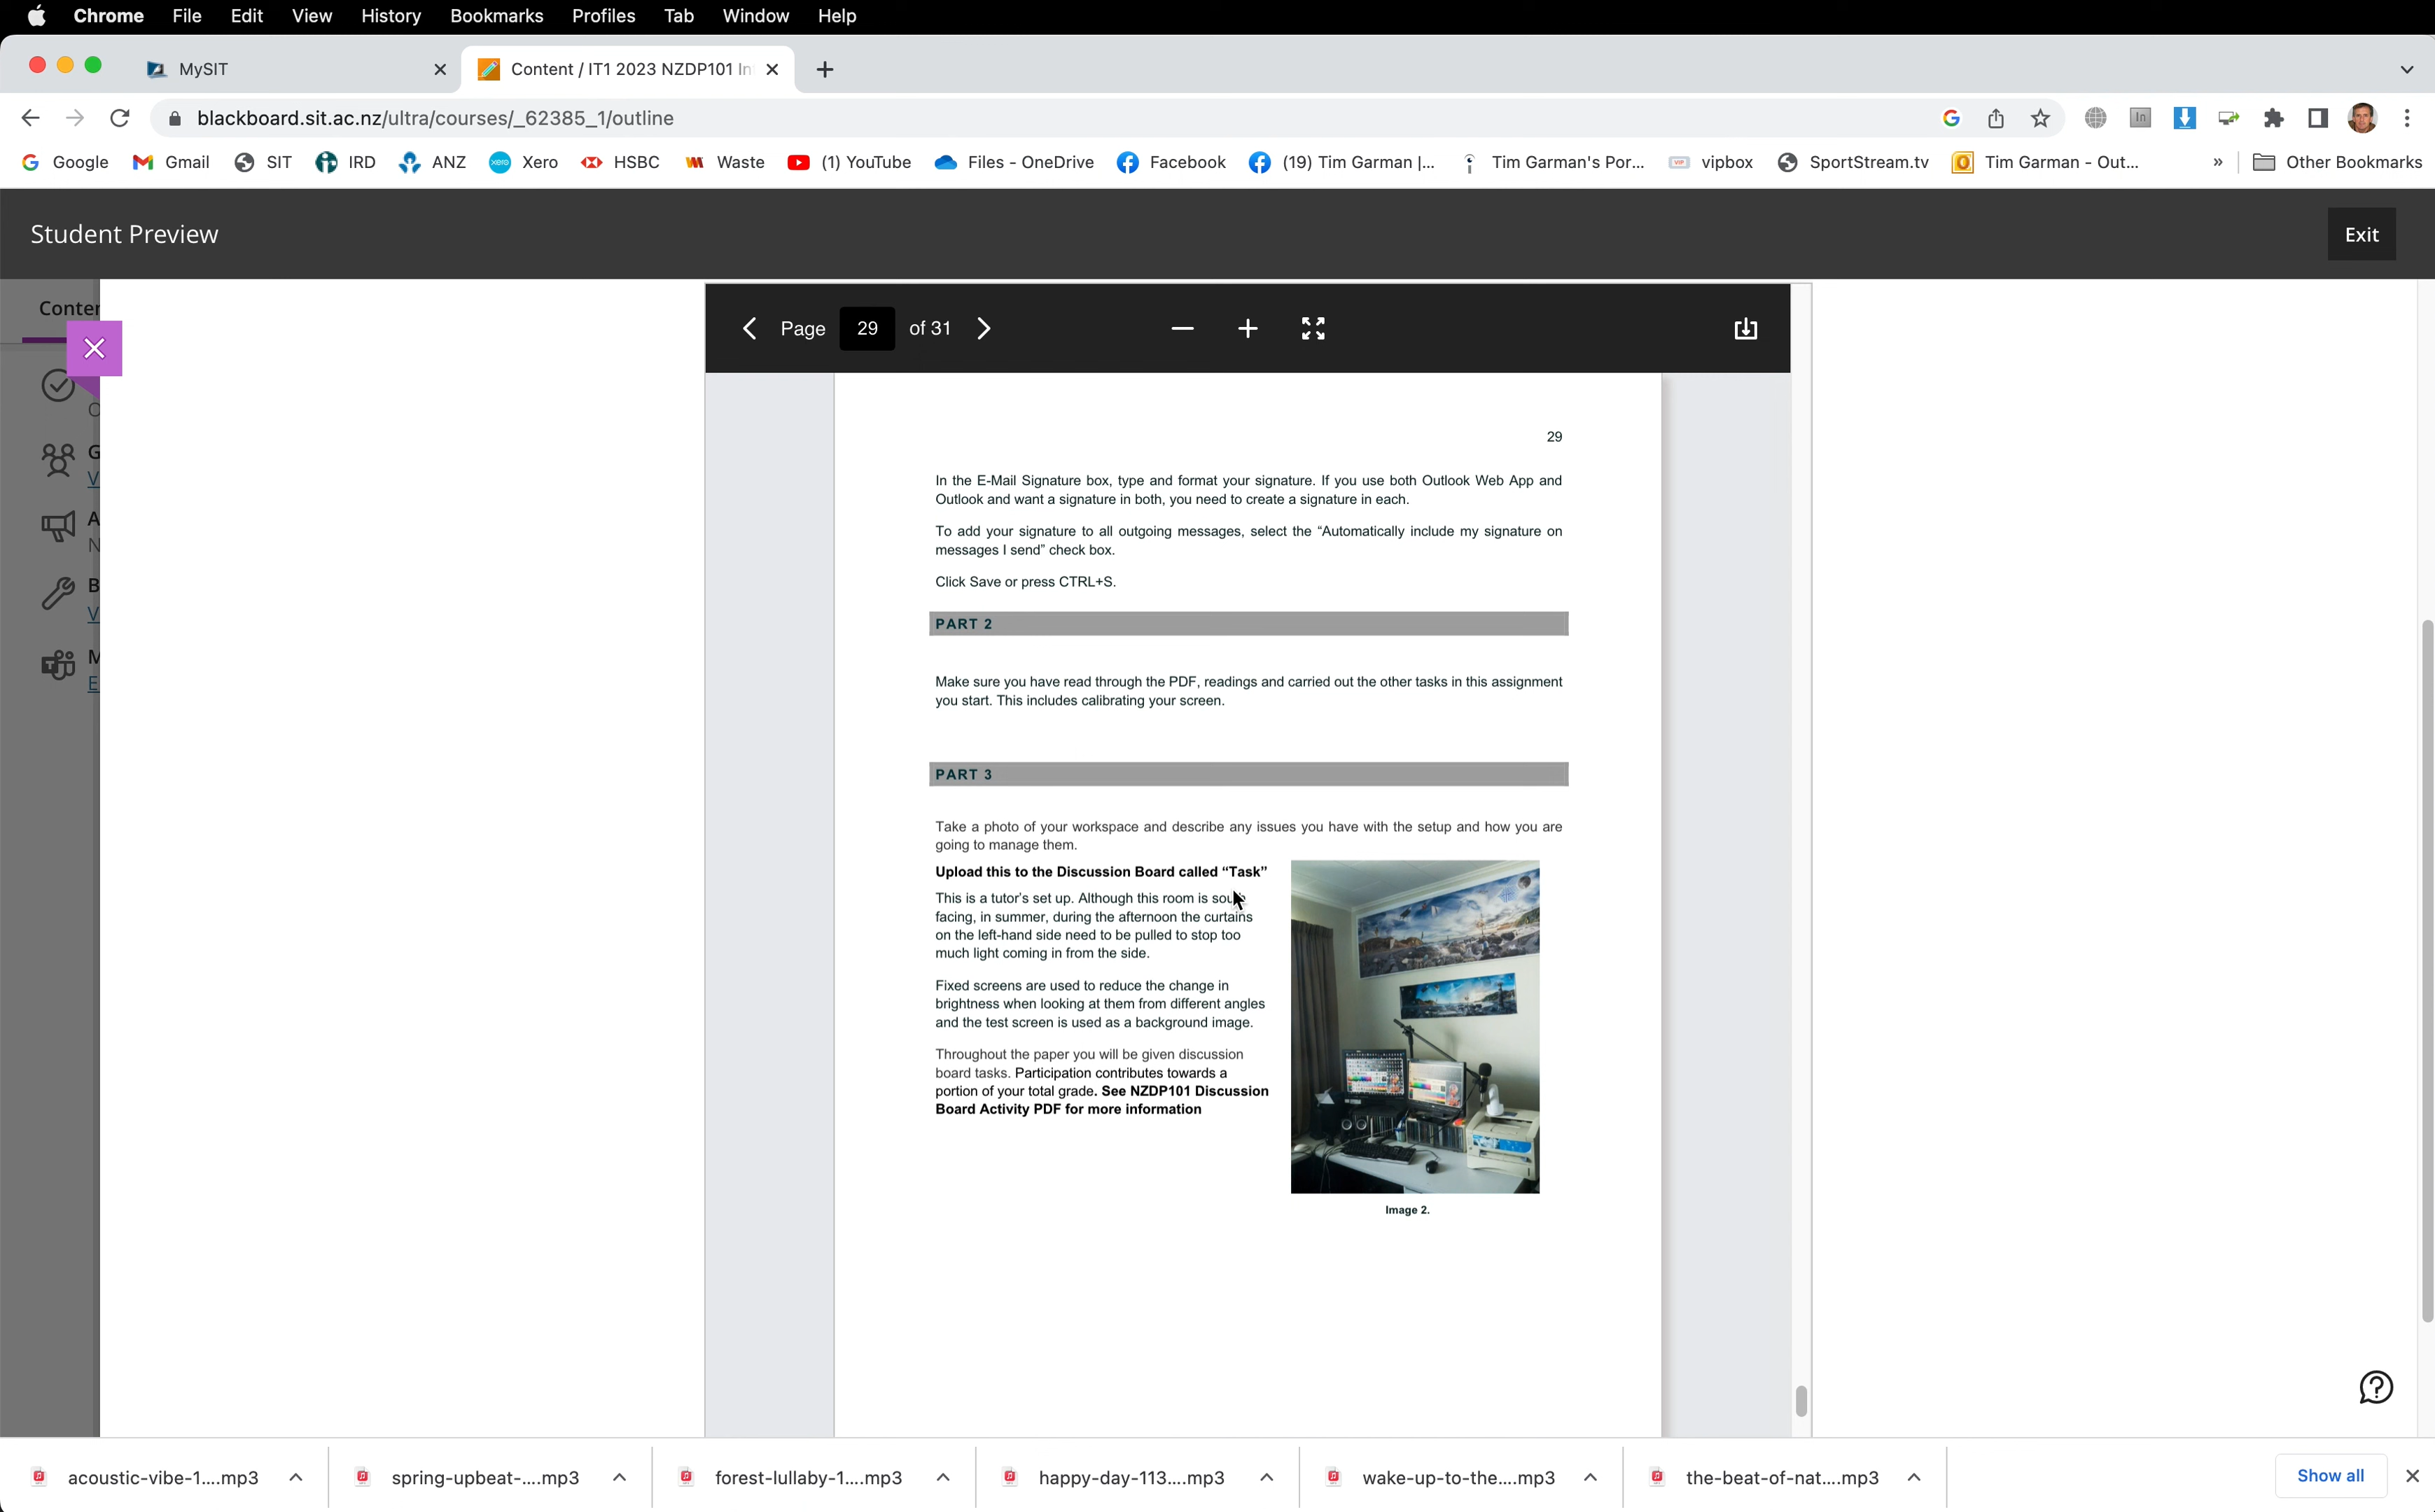 Chrome File Edit View History Bookmarks Profiles Tab Window Help
MySIT
Content / IT1 2023 NZDP101 In
blackboard.sit.ac.nz/ultra/courses/_62385_1/outline
Google Gmail SIT IRD ANZ Xero HSBC Waste (1) YouTube Files - OneDrive Facebook (19) Tim Garman |... Tim Garman's Por... vipbox SportStream.tv Tim Garman - Out... » Other Bookmarks
Student Preview
Exit
Conter
Page 29 of 31
29
In the E-Mail Signature box, type and format your signature. If you use both Outlook Web App and
Outlook and want a signature in both, you need to create a signature in each.
To add your signature to all outgoing messages, select the “Automatically include my signature on
messages I send” check box.
Click Save or press CTRL+S.
PART 2
Make sure you have read through the PDF, readings and carried out the other tasks in this assignment
you start. This includes calibrating your screen.
PART 3
Take a photo of your workspace and describe any issues you have with the setup and how you are
going to manage them.
Upload this to the Discussion Board called “Task”
This is a tutor’s set up. Although this room is south
facing, in summer, during the afternoon the curtains
on the left-hand side need to be pulled to stop too
much light coming in from the side.
Fixed screens are used to reduce the change in
brightness when looking at them from different angles
and the test screen is used as a background image.
Throughout the paper you will be given discussion
board tasks. Participation contributes towards a
portion of your total grade. See NZDP101 Discussion
Board Activity PDF for more information
Image 2.
acoustic-vibe-1....mp3
spring-upbeat-....mp3
forest-lullaby-1....mp3
happy-day-113....mp3
wake-up-to-the....mp3
the-beat-of-nat....mp3
Show all